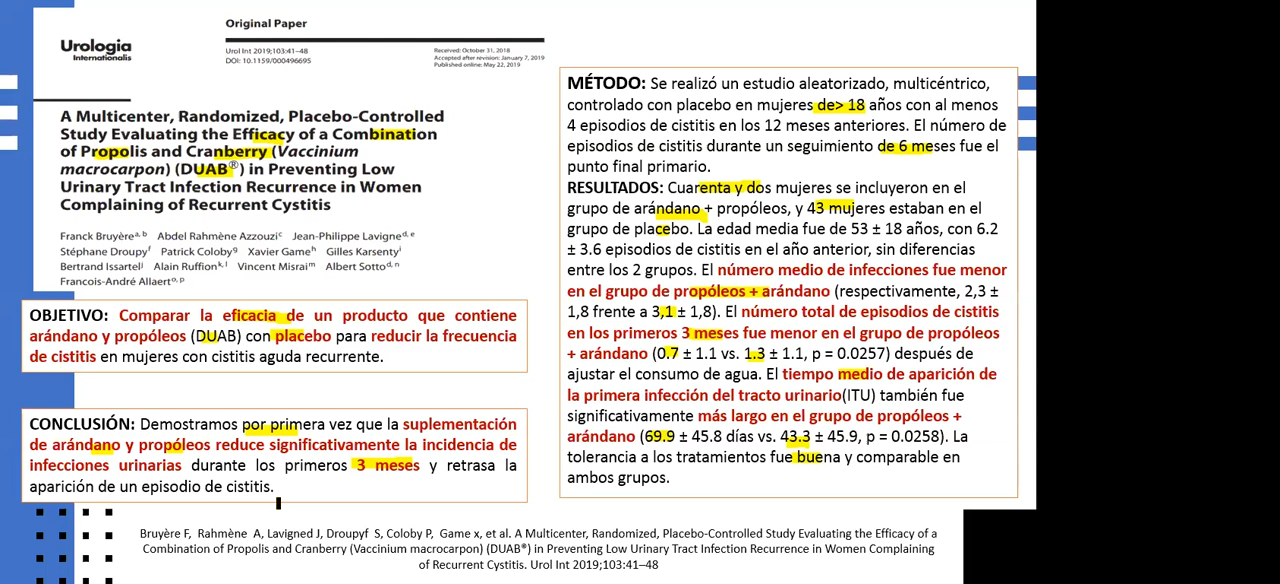 Original Paper
Urologia
Internationalis
Urol Int 2019;103:41–48
DOI: 10.1159/000496695
Received: October 31, 2018
Accepted after revision: January 7, 2019
Published online: May 22, 2019
A Multicenter, Randomized, Placebo-Controlled
Study Evaluating the Efficacy of a Combination
of Propolis and Cranberry (Vaccinium
macrocarpon) (DUAB®) in Preventing Low
Urinary Tract Infection Recurrence in Women
Complaining of Recurrent Cystitis
Franck Bruyère a, b Abdel Rahmène Azzouzi c Jean-Philippe Lavigne d, e
Stéphane Droupy f Patrick Coloby g Xavier Game h Gilles Karsenty i
Bertrand Issartel j Alain Ruffion k, l Vincent Misrai m Albert Sotto d, n
Francois-André Allaert o, p
OBJETIVO: Comparar la eficacia de un producto que contiene
arándano y propóleos (DUAB) con placebo para reducir la frecuencia
de cistitis en mujeres con cistitis aguda recurrente.
CONCLUSIÓN: Demostramos por primera vez que la suplementación
de arándano y propóleos reduce significativamente la incidencia de
infecciones urinarias durante los primeros 3 meses y retrasa la
aparición de un episodio de cistitis.
MÉTODO: Se realizó un estudio aleatorizado, multicéntrico,
controlado con placebo en mujeres de> 18 años con al menos
4 episodios de cistitis en los 12 meses anteriores. El número de
episodios de cistitis durante un seguimiento de 6 meses fue el
punto final primario.
RESULTADOS: Cuarenta y dos mujeres se incluyeron en el
grupo de arándano + propóleos, y 43 mujeres estaban en el
grupo de placebo. La edad media fue de 53 ± 18 años, con 6.2
± 3.6 episodios de cistitis en el año anterior, sin diferencias
entre los 2 grupos. El número medio de infecciones fue menor
en el grupo de propóleos + arándano (respectivamente, 2,3 ±
1,8 frente a 3,1 ± 1,8). El número total de episodios de cistitis
en los primeros 3 meses fue menor en el grupo de propóleos
+ arándano (0.7 ± 1.1 vs. 1.3 ± 1.1, p = 0.0257) después de
ajustar el consumo de agua. El tiempo medio de aparición de
la primera infección del tracto urinario(ITU) también fue
significativamente más largo en el grupo de propóleos +
arándano (69.9 ± 45.8 días vs. 43.3 ± 45.9, p = 0.0258). La
tolerancia a los tratamientos fue buena y comparable en
ambos grupos.
Bruyère F, Rahmène A, Lavigned J, Droupyf S, Coloby P, Game x, et al. A Multicenter, Randomized, Placebo-Controlled Study Evaluating the Efficacy of a
Combination of Propolis and Cranberry (Vaccinium macrocarpon) (DUAB®) in Preventing Low Urinary Tract Infection Recurrence in Women Complaining
of Recurrent Cystitis. Urol Int 2019;103:41–48